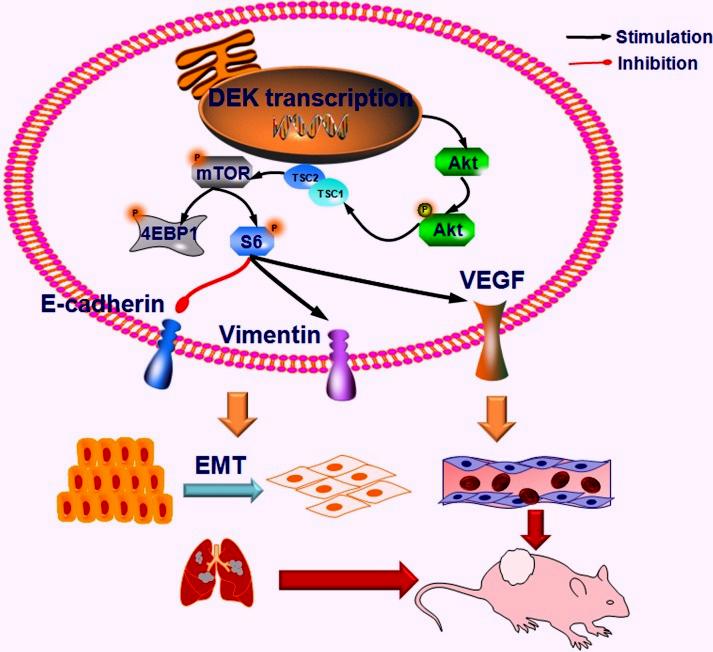 Stimulation
Inhibition
DEK transcription
Akt
P
mTOR
TSC2
TSC1
P
Akt
P
4EBP1
P
S6
VEGF
E-cadherin
Vimentin
EMT